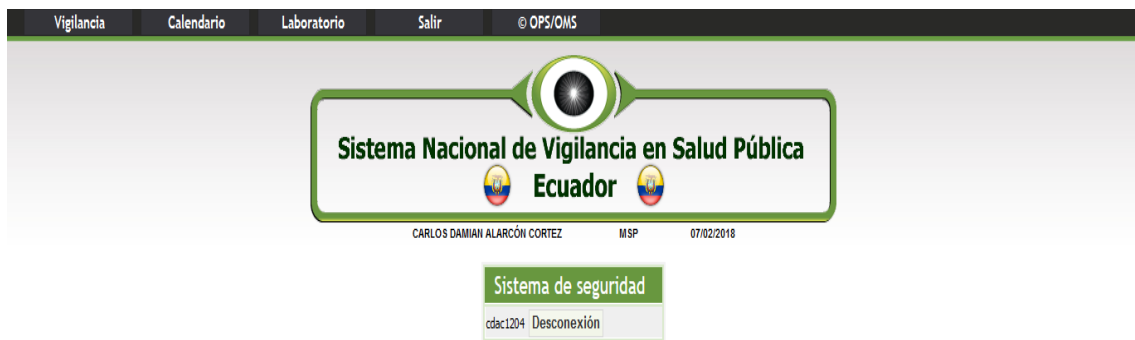 Vigilancia Calendario Laboratorio Salir © OPS/OMS
Sistema Nacional de Vigilancia en Salud Pública
Ecuador
CARLOS DAMIAN ALARCÓN CORTEZ MSP 07/02/2018
Sistema de seguridad
cdac1204 Desconexión